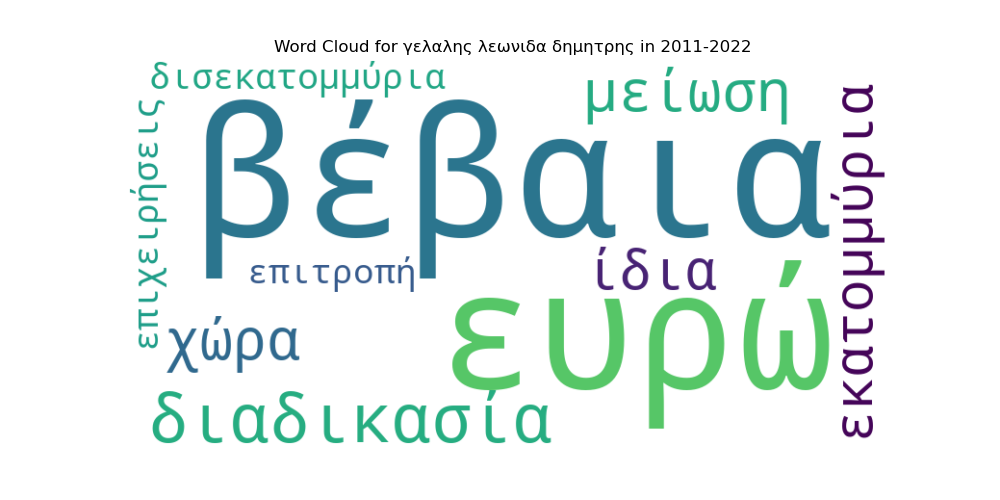 Word Cloud for γελαλης λεωνιδα δημητρης in 2011-2022
δισεκατομμύρια
μείωση
βέβαια
επιχειρήσεις
εκατομμύρια
επιτροπή
ίδια
ευρώ
χώρα
διαδικασία